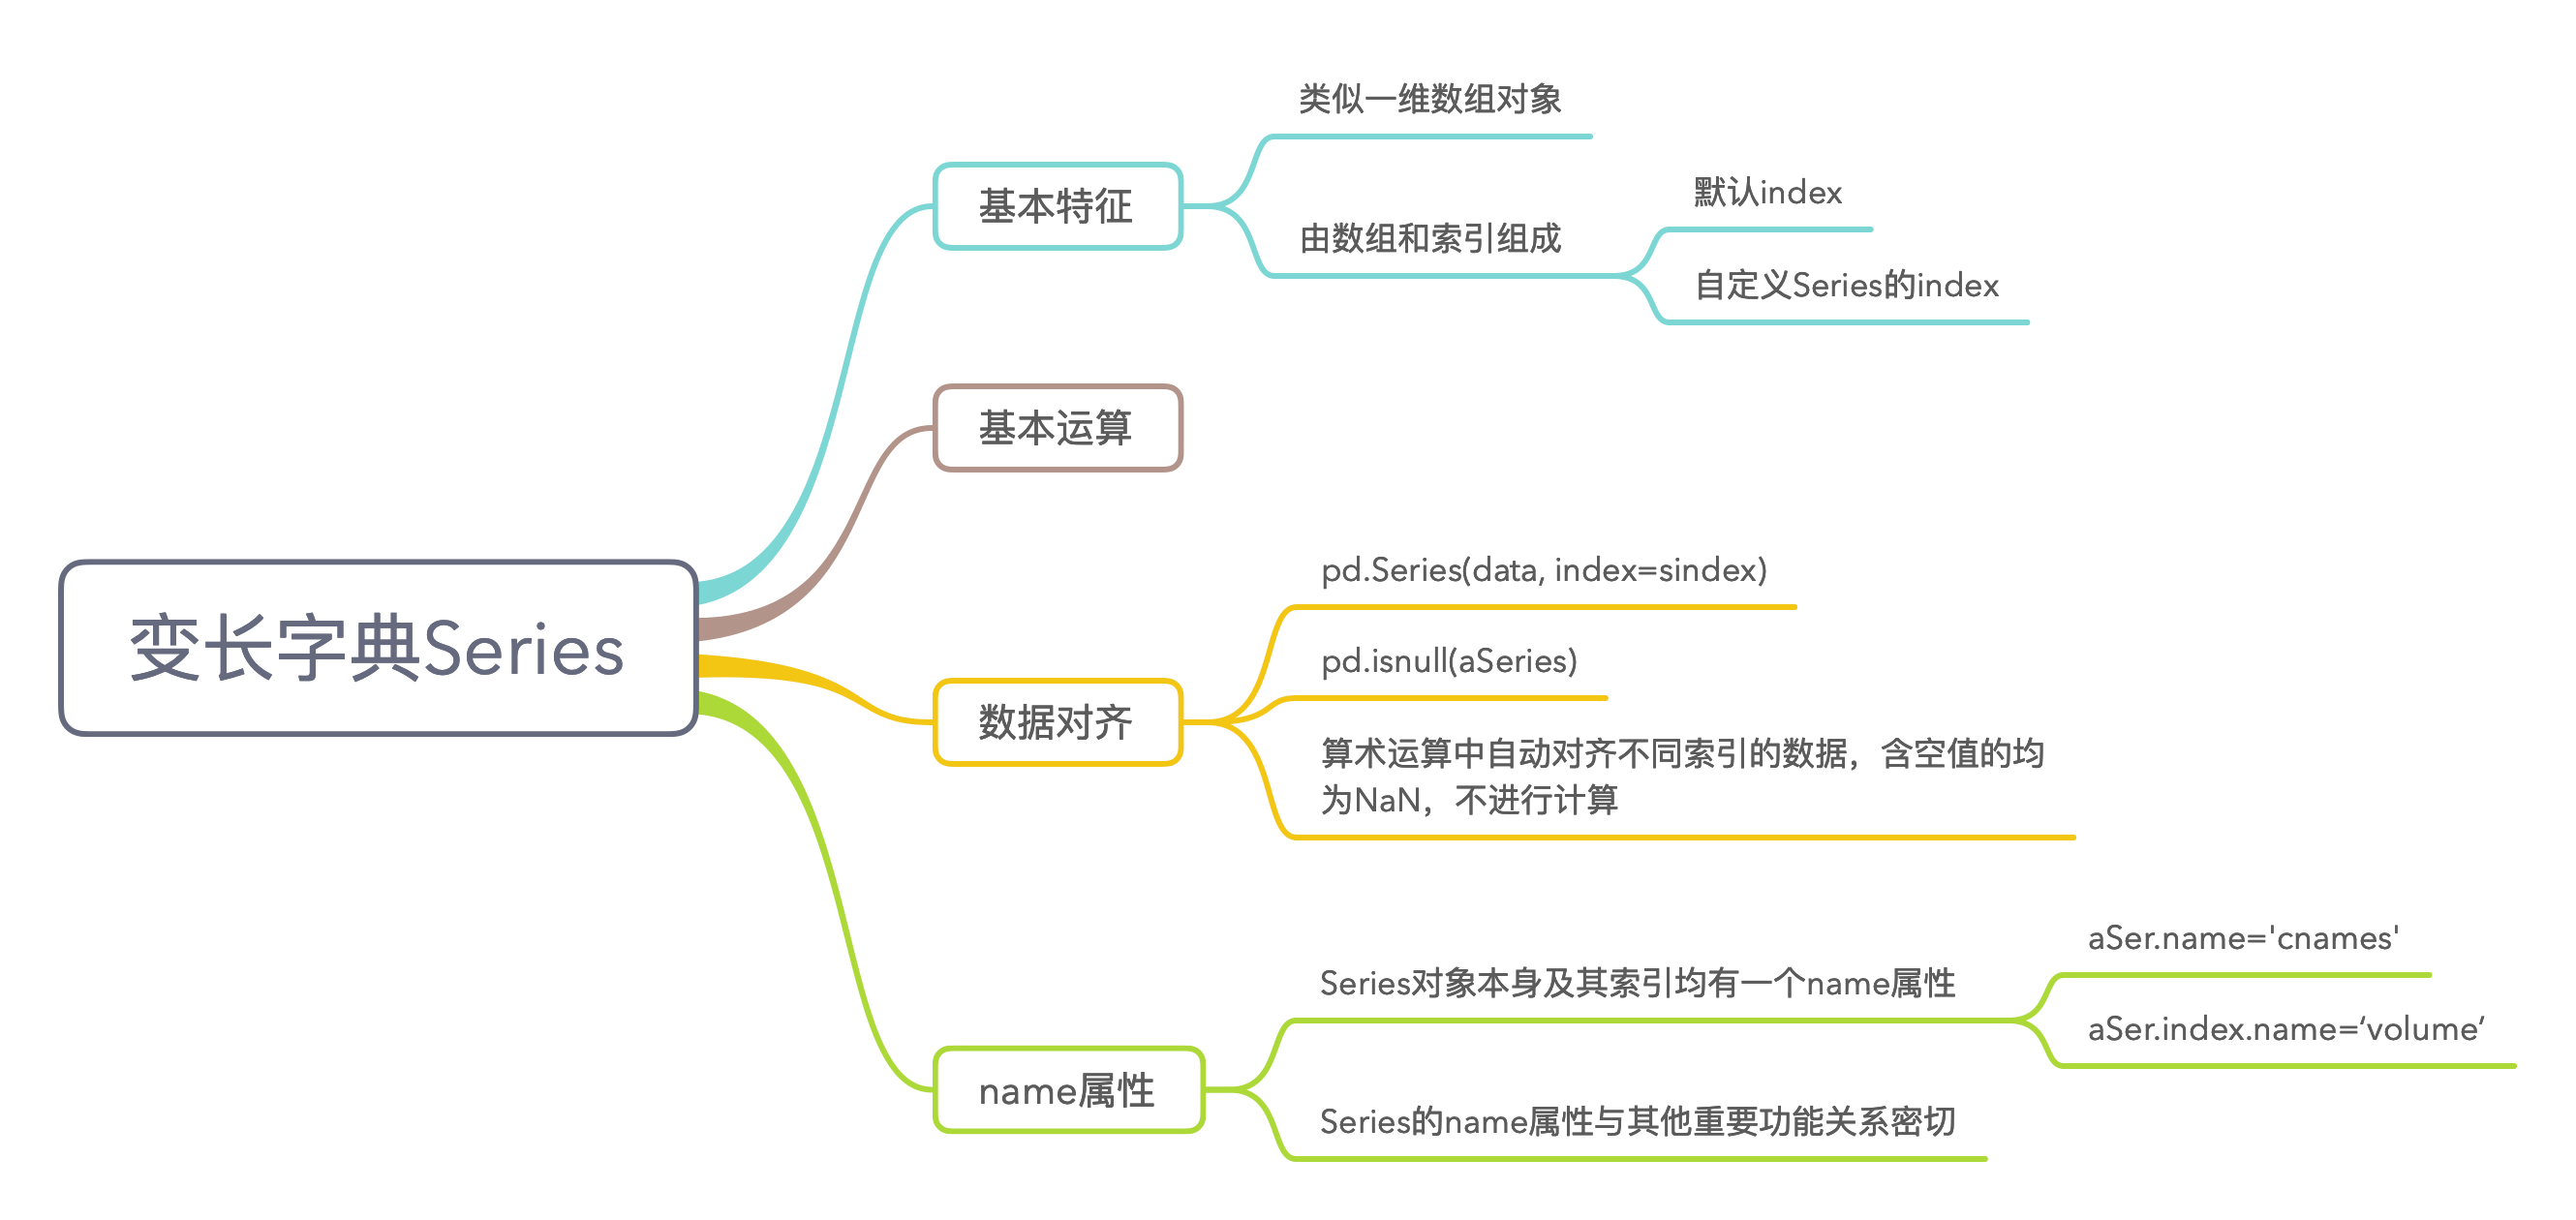 变长字典Series
基本特征
类似一维数组对象
由数组和索引组成
默认index
自定义Series的index
基本运算
数据对齐
pd.Series(data, index=sindex)
pd.isnull(aSeries)
算术运算中自动对齐不同索引的数据，含空值的均
为NaN，不进行计算
name属性
Series对象本身及其索引均有一个name属性
aSer.name='cnames'
aSer.index.name=‘volume‘
Series的name属性与其他重要功能关系密切